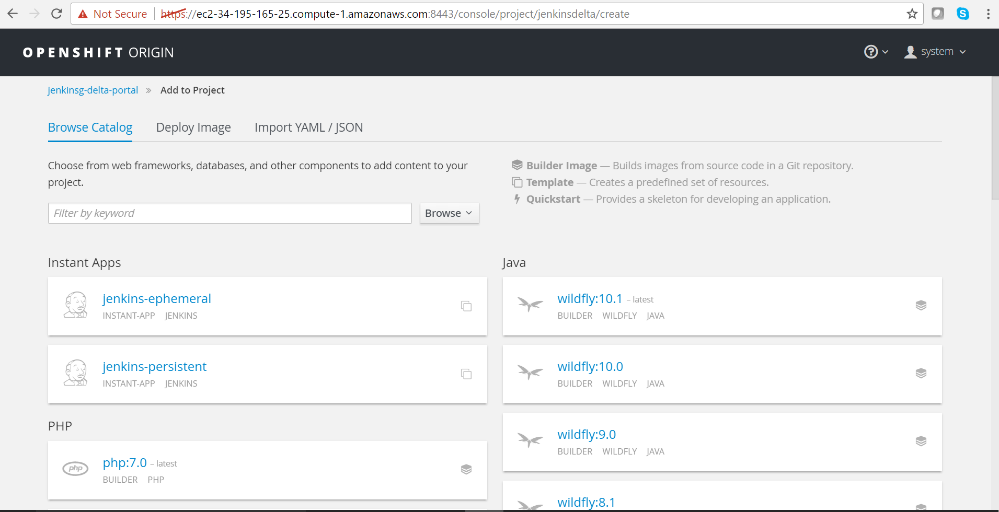 Not Secure https://ec2-34-195-165-25.compute-1.amazonaws.com:8443/console/project/jenkinsdelta/create
S
OPENSHIFT ORIGIN
? system
jenkinsg-delta-portal » Add to Project
Browse Catalog Deploy Image Import YAML / JSON
Choose from web frameworks, databases, and other components to add content to your
project.
Filter by keyword Browse
Builder Image — Builds images from source code in a Git repository.
Template — Creates a predefined set of resources.
Quickstart — Provides a skeleton for developing an application.
Instant Apps
jenkins-ephemeral
INSTANT-APP JENKINS
jenkins-persistent
INSTANT-APP JENKINS
PHP
php
php:7.0 – latest
BUILDER PHP
Java
wildfly:10.1 – latest
BUILDER WILDFLY JAVA
wildfly:10.0
BUILDER WILDFLY JAVA
wildfly:9.0
BUILDER WILDFLY JAVA
wildfly:8.1